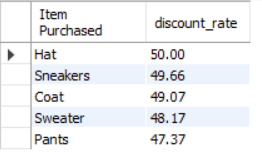 Item
Purchased discount_rate
Hat 50.00
Sneakers 49.66
Coat 49.07
Sweater 48.17
Pants 47.37